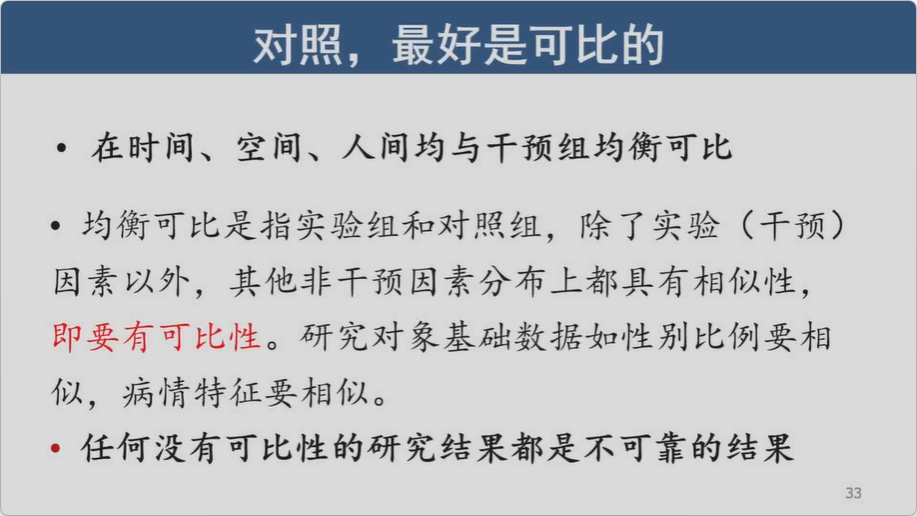 对照，最好是可比的
• 在时间、空间、人间均与干预组均衡可比
• 均衡可比是指实验组和对照组，除了实验（干预）
因素以外，其他非干预因素分布上都具有相似性，
即要有可比性。研究对象基础数据如性别比例要相
似，病情特征要相似。
• 任何没有可比性的研究结果都是不可靠的结果
33